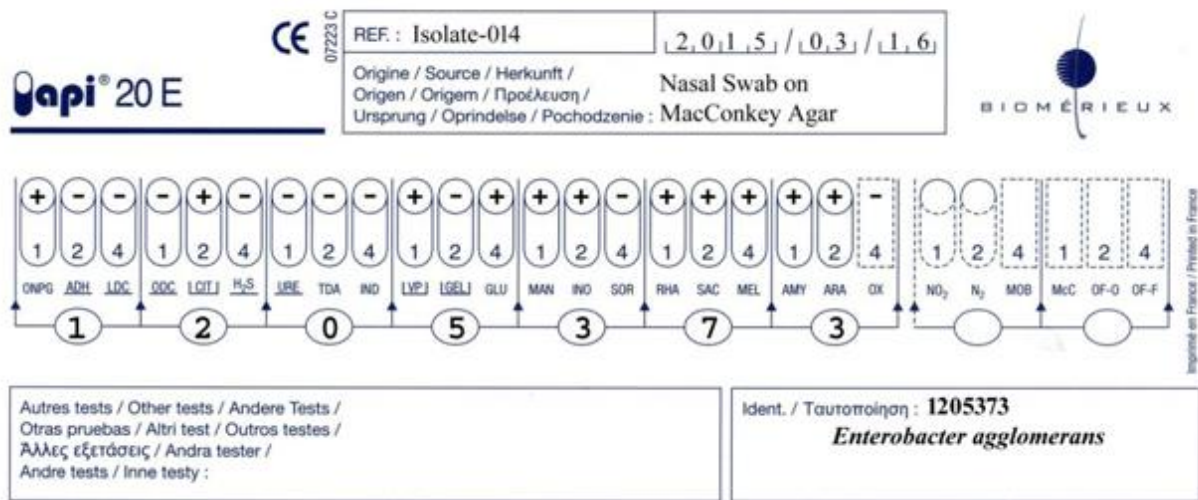 CE
07223 C
REF. : Isolate-014
2,0,1,5/0,3/1,6
Origine / Source / Herkunft /
Origen / Origem / Προέλευση /
Ursprung / Oprindelse / Pochodzenie :
Nasal Swab on
MacConkey Agar
api® 20 E
BIOMÉRIEUX
+ - - - + - - - - + - + + + - + + + + + -
1 2 4 1 2 4 1 2 4 1 2 4 1 2 4 1 2 4 1 2 4 1 2 4 1 2 4
ONPG ADH LDC ODC |CIT| H₂S URE TDA IND |VP| |GEL| GLU MAN INO SOR RHA SAC MEL AMY ARA OX NO₂ N₂ MOB McC OF-O OF-F
1 2 0 5 3 7 3
Imprimé en France / Printed in France
Autres tests / Other tests / Andere Tests /
Otras pruebas / Altri test / Outros testes /
Άλλες εξετάσεις / Andra tester /
Andre tests / Inne testy :
Ident. / Ταυτοποίηση : 1205373
Enterobacter agglomerans